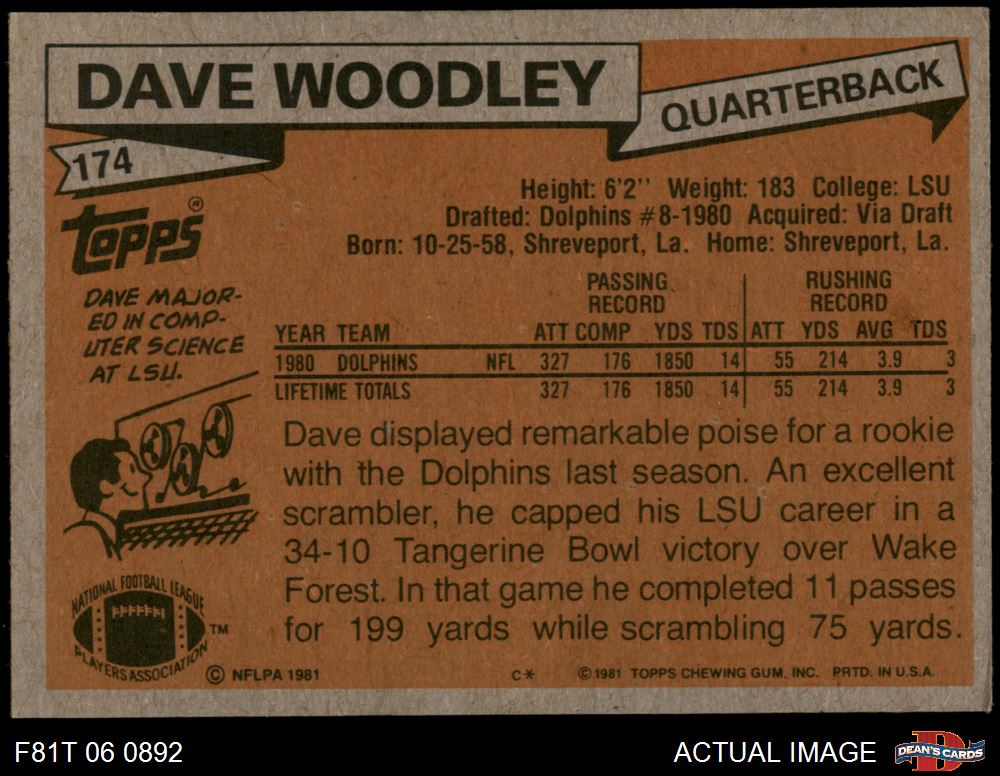 DAVE WOODLEY
QUARTERBACK
174
TOPPS®
Height: 6'2'' Weight: 183 College: LSU
Drafted: Dolphins #8-1980 Acquired: Via Draft
Born: 10-25-58, Shreveport, La. Home: Shreveport, La.
DAVE MAJOR-
ED IN COMP-
UTER SCIENCE
AT LSU.
PASSING RUSHING
RECORD RECORD
YEAR TEAM ATT COMP YDS TDS ATT YDS AVG TDS
1980 DOLPHINS NFL 327 176 1850 14 55 214 3.9 3
LIFETIME TOTALS 327 176 1850 14 55 214 3.9 3
Dave displayed remarkable poise for a rookie
with the Dolphins last season. An excellent
scrambler, he capped his LSU career in a
34-10 Tangerine Bowl victory over Wake
Forest. In that game he completed 11 passes
for 199 yards while scrambling 75 yards.
NATIONAL FOOTBALL LEAGUE
PLAYERS ASSOCIATION
TM
© NFLPA 1981 C* ©1981 TOPPS CHEWING GUM, INC. PRTD. IN U.S.A.
F81T 06 0892 ACTUAL IMAGE D DEAN'S CARDS